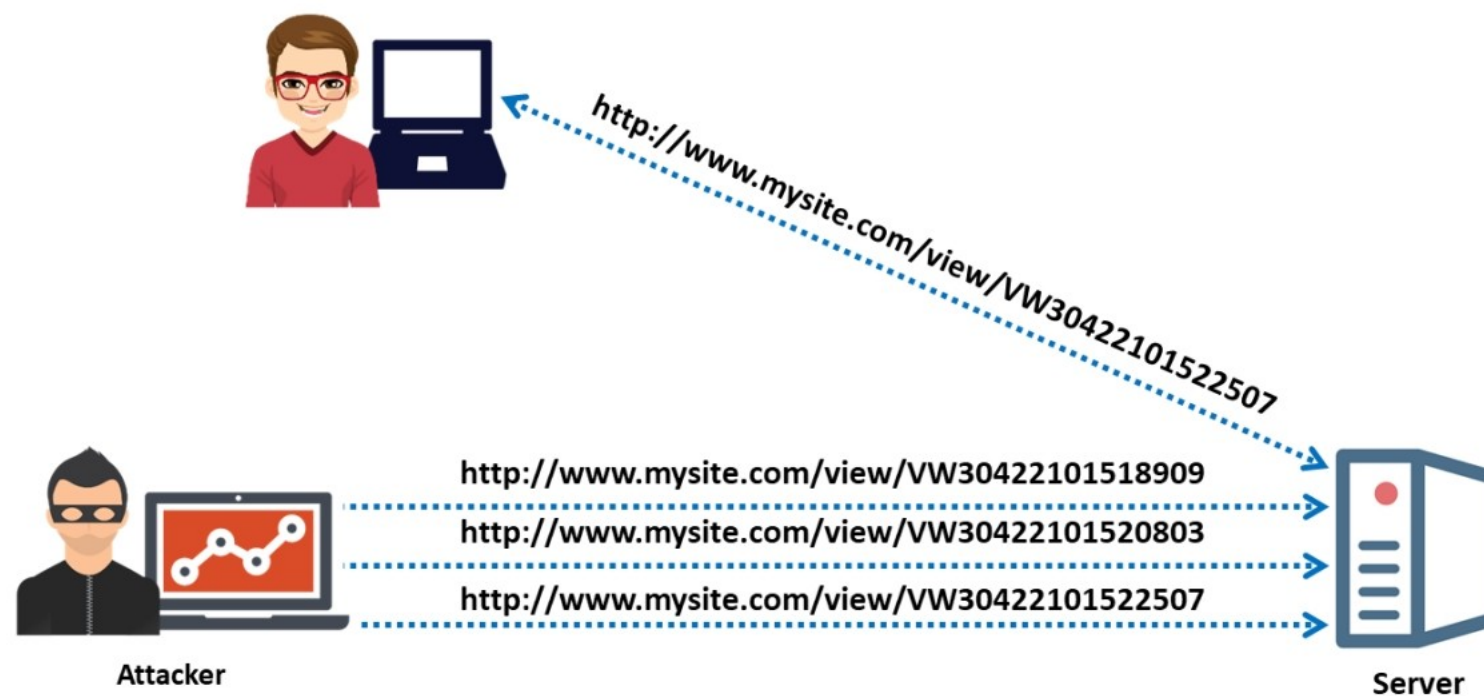 http://www.mysite.com/view/VW30422101522507
http://www.mysite.com/view/VW30422101518909
http://www.mysite.com/view/VW30422101520803
http://www.mysite.com/view/VW30422101522507
Attacker
Server